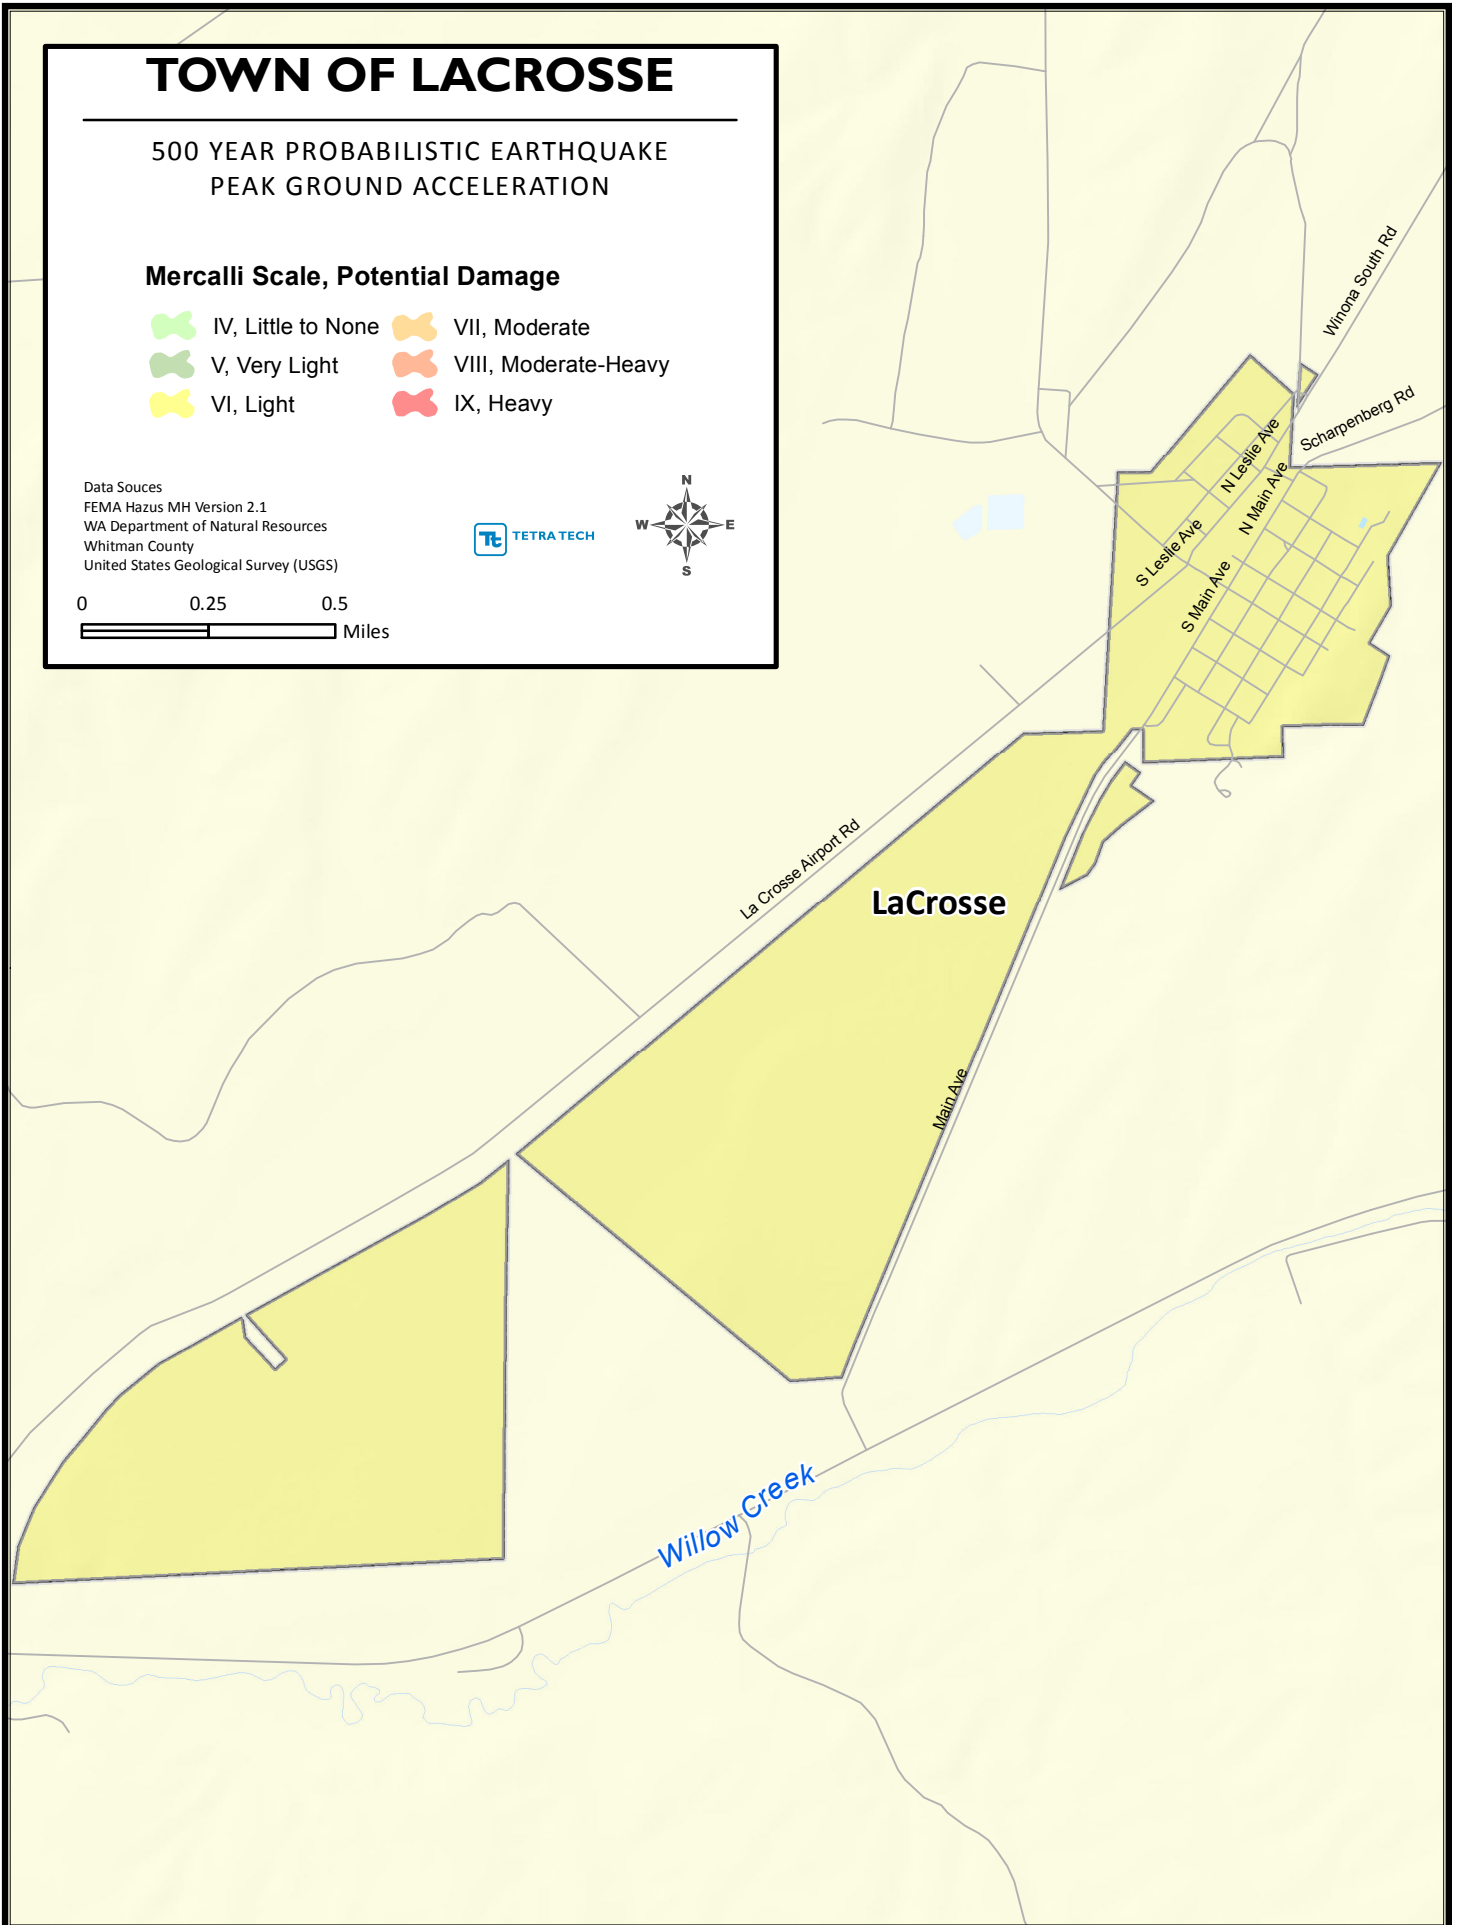 TOWN OF LACROSSE
500 YEAR PROBABILISTIC EARTHQUAKE
PEAK GROUND ACCELERATION
Mercalli Scale, Potential Damage
IV, Little to None
VII, Moderate
V, Very Light
VIII, Moderate-Heavy
VI, Light
IX, Heavy
Data Souces
FEMA Hazus MH Version 2.1
WA Department of Natural Resources
Whitman County
United States Geological Survey (USGS)
Tt TETRA TECH
N
W E
S
0 0.25 0.5
Miles
Winona South Rd
Scharpenberg Rd
N Leslie Ave
N Main Ave
S Leslie Ave
S Main Ave
La Crosse Airport Rd
LaCrosse
Main Ave
Willow Creek